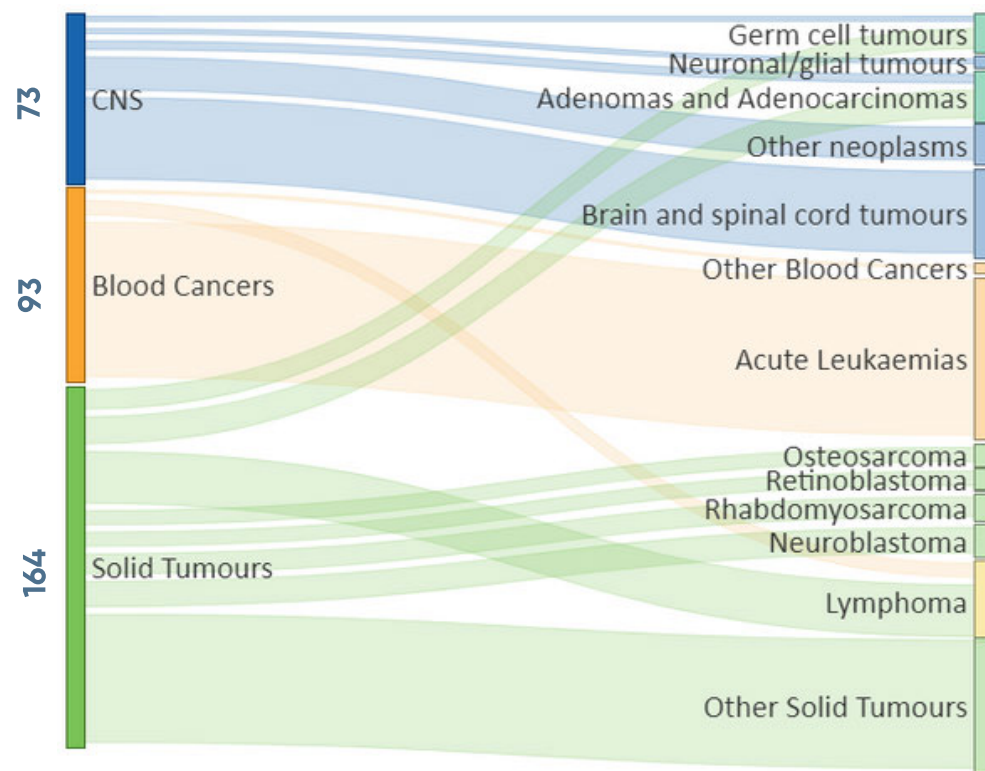 73
CNS
93
Blood Cancers
164
Solid Tumours
Germ cell tumours
Neuronal/glial tumours
Adenomas and Adenocarcinomas
Other neoplasms
Brain and spinal cord tumours
Other Blood Cancers
Acute Leukaemias
Osteosarcoma
Retinoblastoma
Rhabdomyosarcoma
Neuroblastoma
Lymphoma
Other Solid Tumours